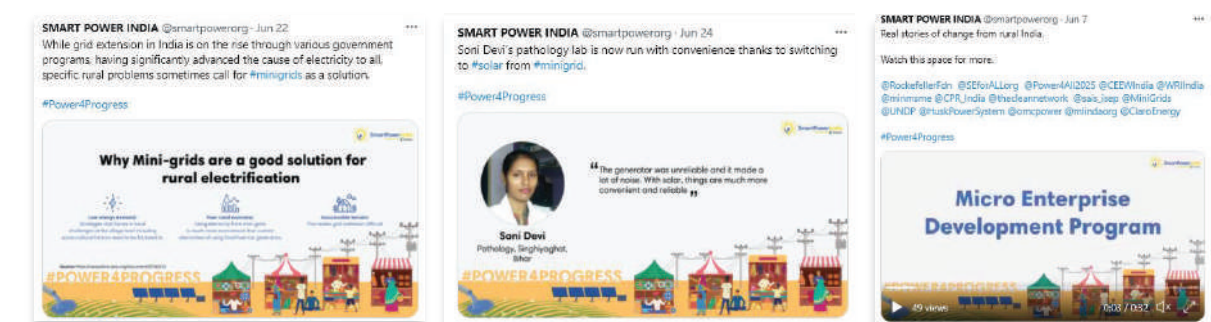 SMART POWER INDIA @smartpowerorg · Jun 22
While grid extension in India is on the rise through various government
programs, having significantly advanced the cause of electricity to all,
specific rural problems sometimes call for #minigrids as a solution.
#Power4Progress
SmartPower
Why Mini-grids are a good solution for
rural electrification
#POWER4PROGRESS
SMART POWER INDIA @smartpowerorg · Jun 24
Soni Devi's pathology lab is now run with convenience thanks to switching
to #solar from #minigrid.
#Power4Progress
SmartPower
“The generator was unreliable and it made a
lot of noise. With solar, things are much more
convenient and reliable ”
Soni Devi
Pathology, Singhiyaghat,
Bihar
#POWER4PROGRESS
SMART POWER INDIA @smartpowerorg · Jun 7
Real stories of change from rural India.
Watch this space for more.
@RockefellerFdn @SEforALLorg @Power4All2025 @CEEWIndia @WRIIndia
@minmsme @CPR_India @thecleannetwork @sais_isep @MiniGrids
@UNDP @HuskPowerSystem @omcpower @mlindaorg @ClaroEnergy
#Power4Progress
Micro Enterprise
Development Program
49 views
0:03 / 0:32